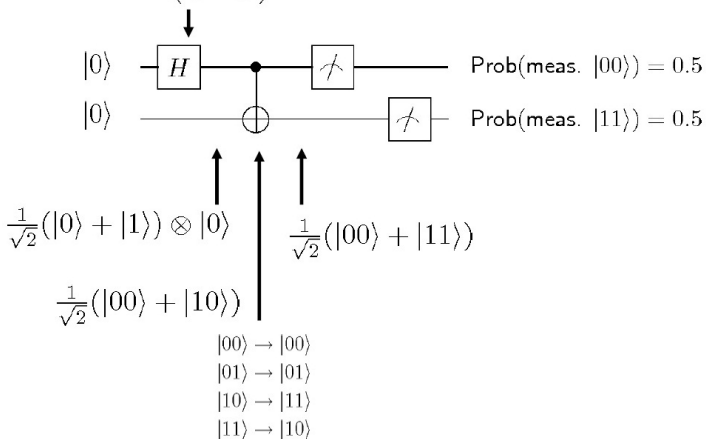 |0⟩ H Prob(meas. |00⟩) = 0.5
|0⟩ Prob(meas. |11⟩) = 0.5
1/√2(|0⟩ + |1⟩) ⊗ |0⟩
1/√2(|00⟩ + |11⟩)
1/√2(|00⟩ + |10⟩)
|00⟩ → |00⟩
|01⟩ → |01⟩
|10⟩ → |11⟩
|11⟩ → |10⟩